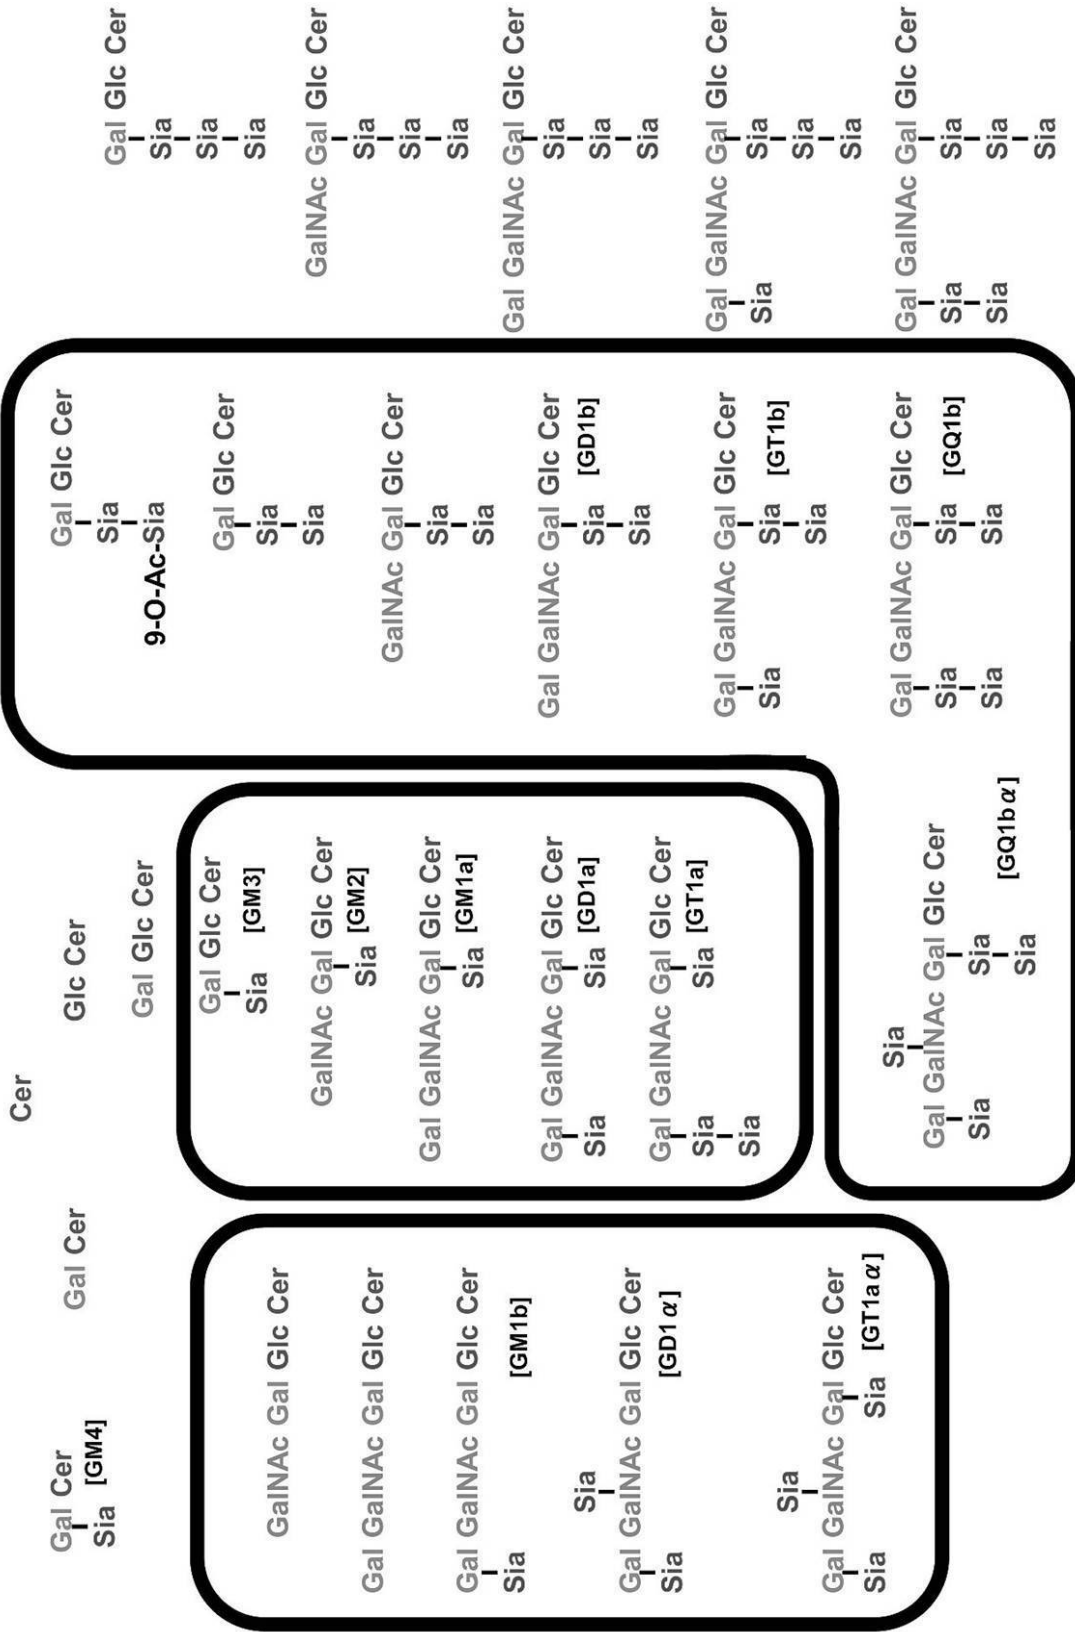 Gal Cer
Sia
[GM4]
GalNAc Gal Glc Cer
Gal GalNAc Gal Glc Cer
Gal GalNAc Gal Glc Cer
Sia
[GM1b]
Sia
Gal GalNAc Gal Glc Cer
Sia
[GD1α]
Sia
Gal GalNAc Gal Glc Cer
Sia Sia
[GT1aα]
Gal Cer
Cer
Glc Cer
Gal Glc Cer
Gal Glc Cer
Sia
[GM3]
GalNAc Gal Glc Cer
Sia
[GM2]
Gal GalNAc Gal Glc Cer
Sia
[GM1a]
Gal GalNAc Gal Glc Cer
Sia Sia
[GD1a]
Gal GalNAc Gal Glc Cer
Sia Sia
[GT1a]
Sia
Sia
Gal GalNAc Gal Glc Cer
Sia Sia
Sia
[GQ1bα]
Gal Glc Cer
Sia
9-O-Ac-Sia
Gal Glc Cer
Sia
Sia
GalNAc Gal Glc Cer
Sia
Sia
Gal GalNAc Gal Glc Cer
Sia
[GD1b]
Sia
Gal GalNAc Gal Glc Cer
Sia Sia
[GT1b]
Sia
Gal GalNAc Gal Glc Cer
Sia Sia
[GQ1b]
Sia Sia
Gal Glc Cer
Sia
Sia
Sia
GalNAc Gal Glc Cer
Sia
Sia
Sia
Gal GalNAc Gal Glc Cer
Sia
Sia
Sia
Gal GalNAc Gal Glc Cer
Sia Sia
Sia
Sia
Gal GalNAc Gal Glc Cer
Sia Sia
Sia Sia
Sia